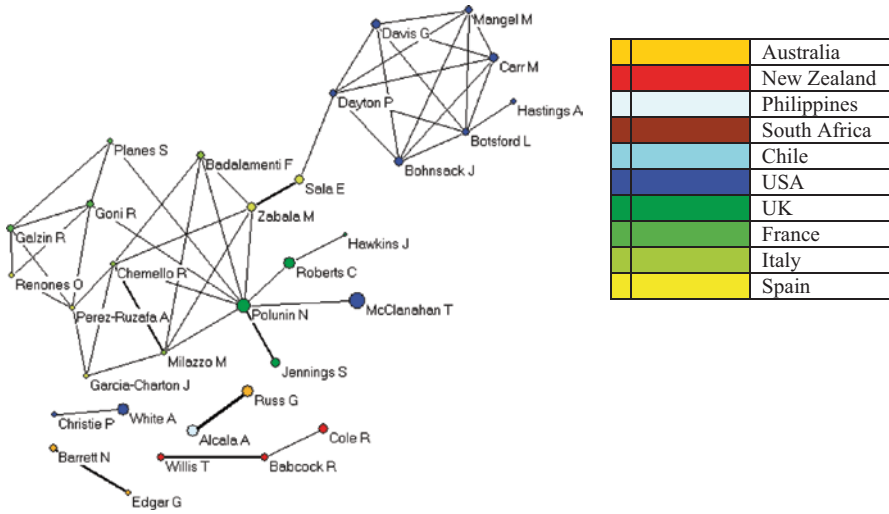 Mangel M
Davis G
Carr M
Dayton P
Hastings A
Botsford L
Bohnsack J
Planes S
Badalamenti F
Sala E
Zabala M
Goni R
Galzin R
Hawkins J
Chemello R
Roberts C
Renones O
Perez-Ruzafa A
Polunin N
McClanahan T
Milazzo M
Jennings S
Garcia-Charton J
Russ G
Christie P
White A
Alcala A
Cole R
Barrett N
Willis T
Babcock R
Edgar G
Australia
New Zealand
Philippines
South Africa
Chile
USA
UK
France
Italy
Spain